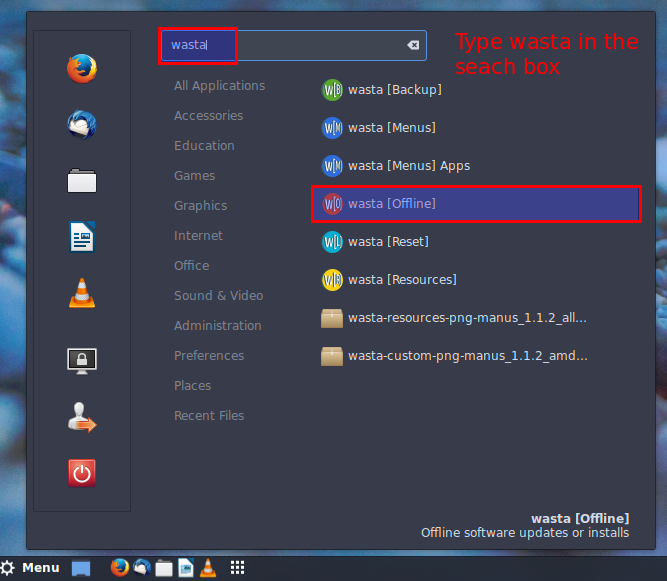 wasta
Type wasta in the
seach box
All Applications
Accessories
Education
Games
Graphics
Internet
Office
Sound & Video
Administration
Preferences
Places
Recent Files
wasta [Backup]
wasta [Menus]
wasta [Menus] Apps
wasta [Offline]
wasta [Reset]
wasta [Resources]
wasta-resources-png-manus_1.1.2_all...
wasta-custom-png-manus_1.1.2_amd...
wasta [Offline]
Offline software updates or installs
Menu